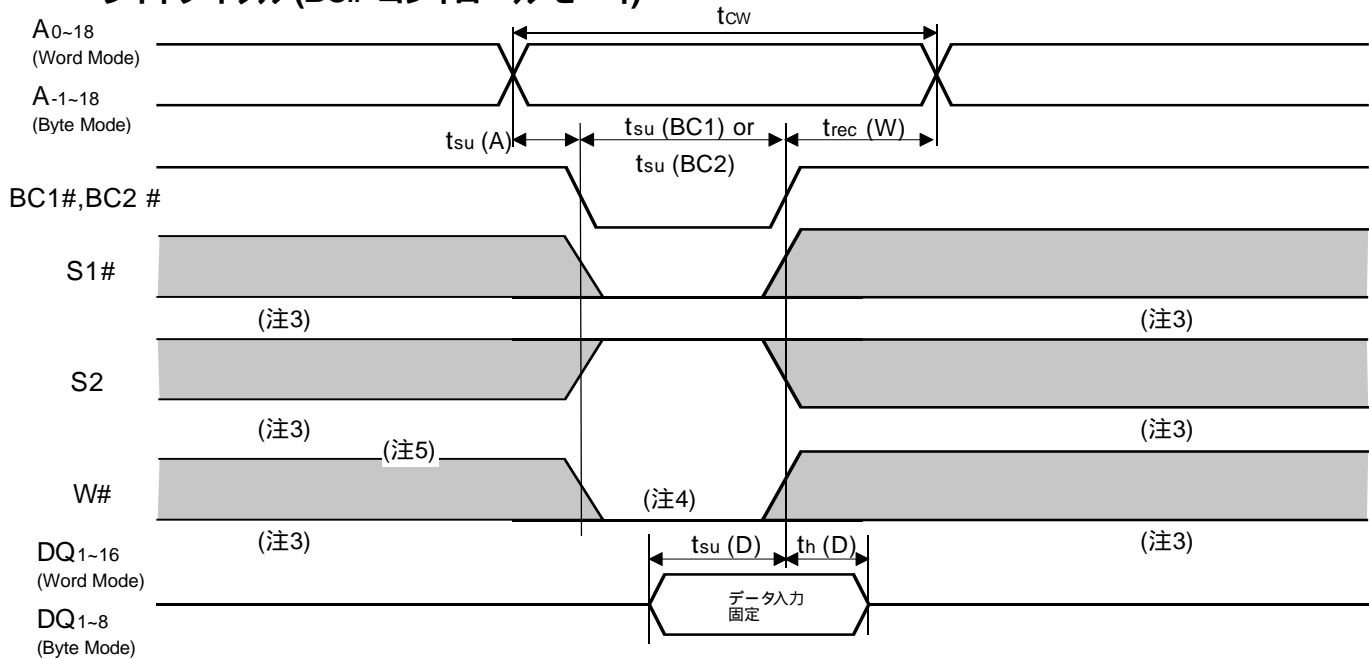 tCW
A0~18
(Word Mode)
A-1~18
(Byte Mode)
tsu (A)
tsu (BC1) or
tsu (BC2)
trec (W)
BC1#,BC2 #
S1#
(注3)
(注3)
S2
(注3)
(注3)
(注5)
W#
(注4)
(注3)
(注3)
DQ1~16
(Word Mode)
tsu (D)
th (D)
データ入力
固定
DQ1~8
(Byte Mode)